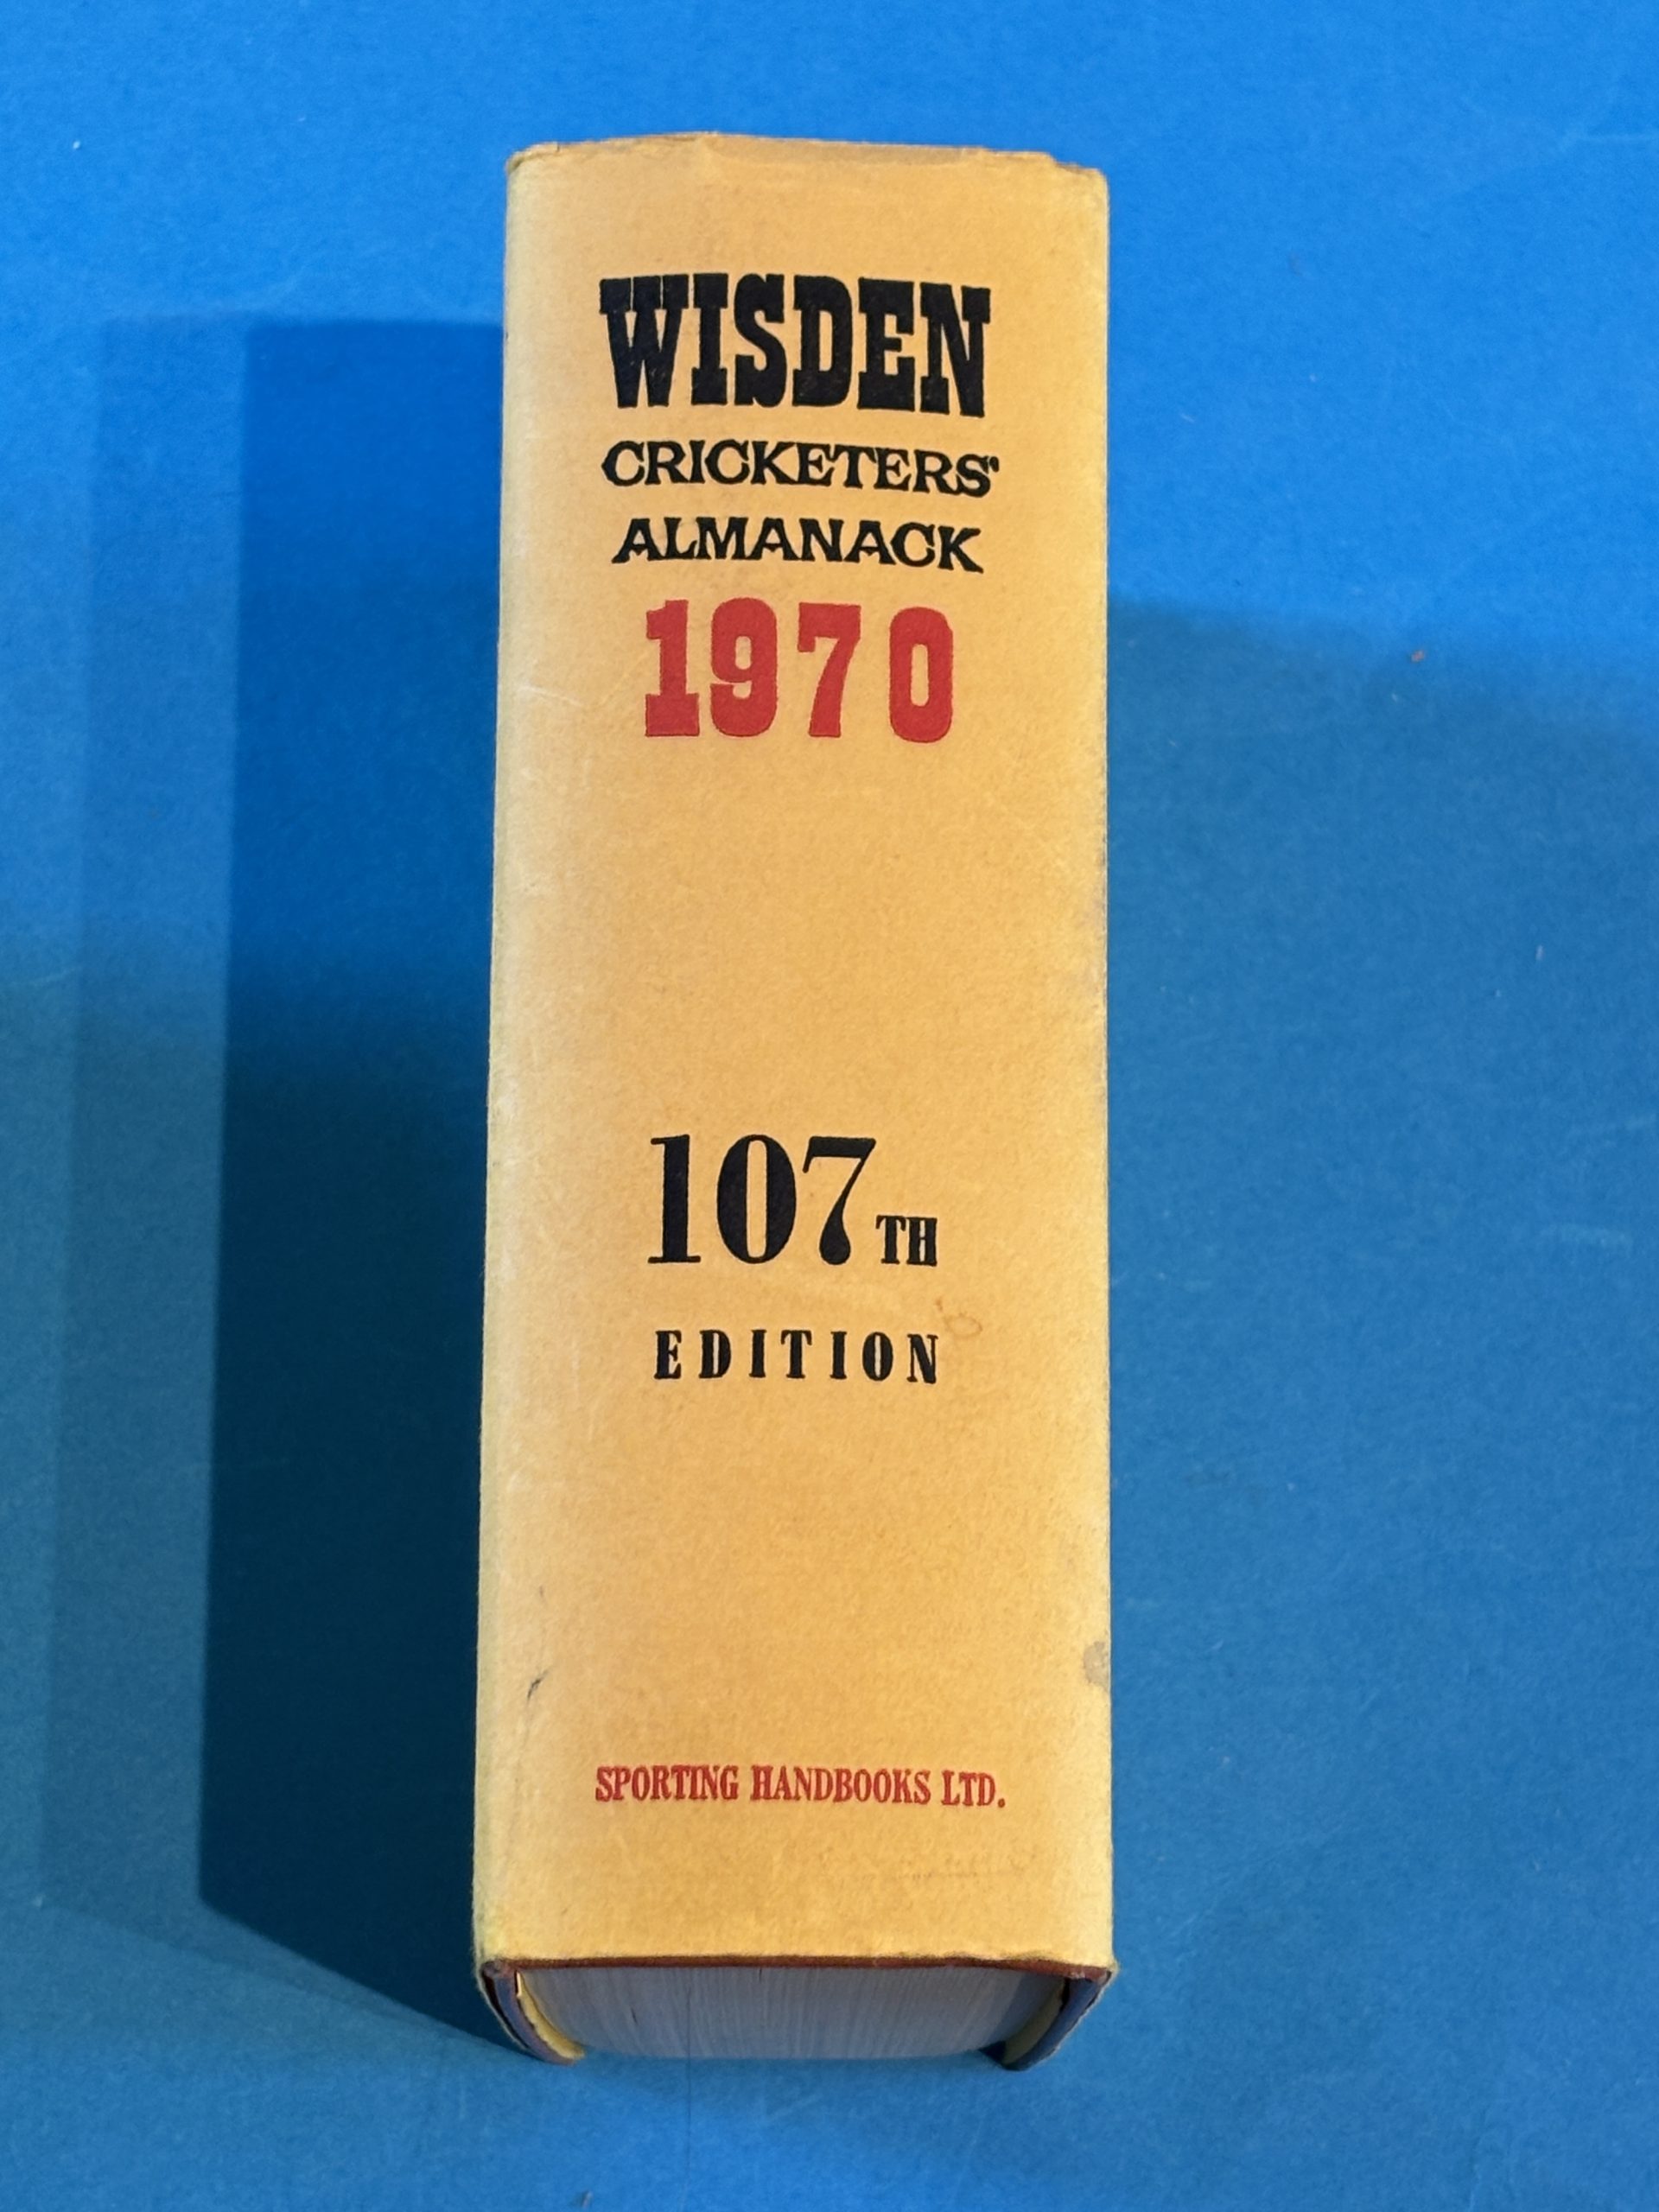 WISDEN
CRICKETERS'
ALMANACK
1970
107TH
EDITION
SPORTING HANDBOOKS LTD.